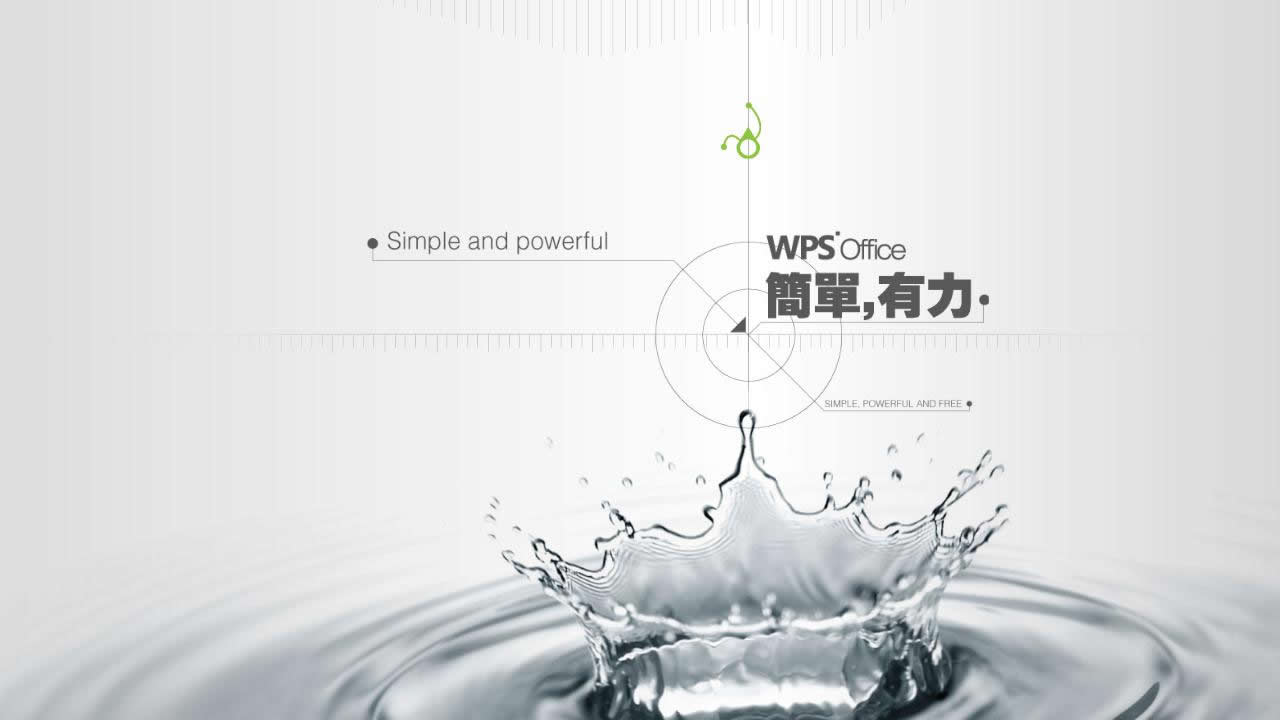 Simple and powerful
WPS Office
簡單,有力
SIMPLE, POWERFUL AND FREE